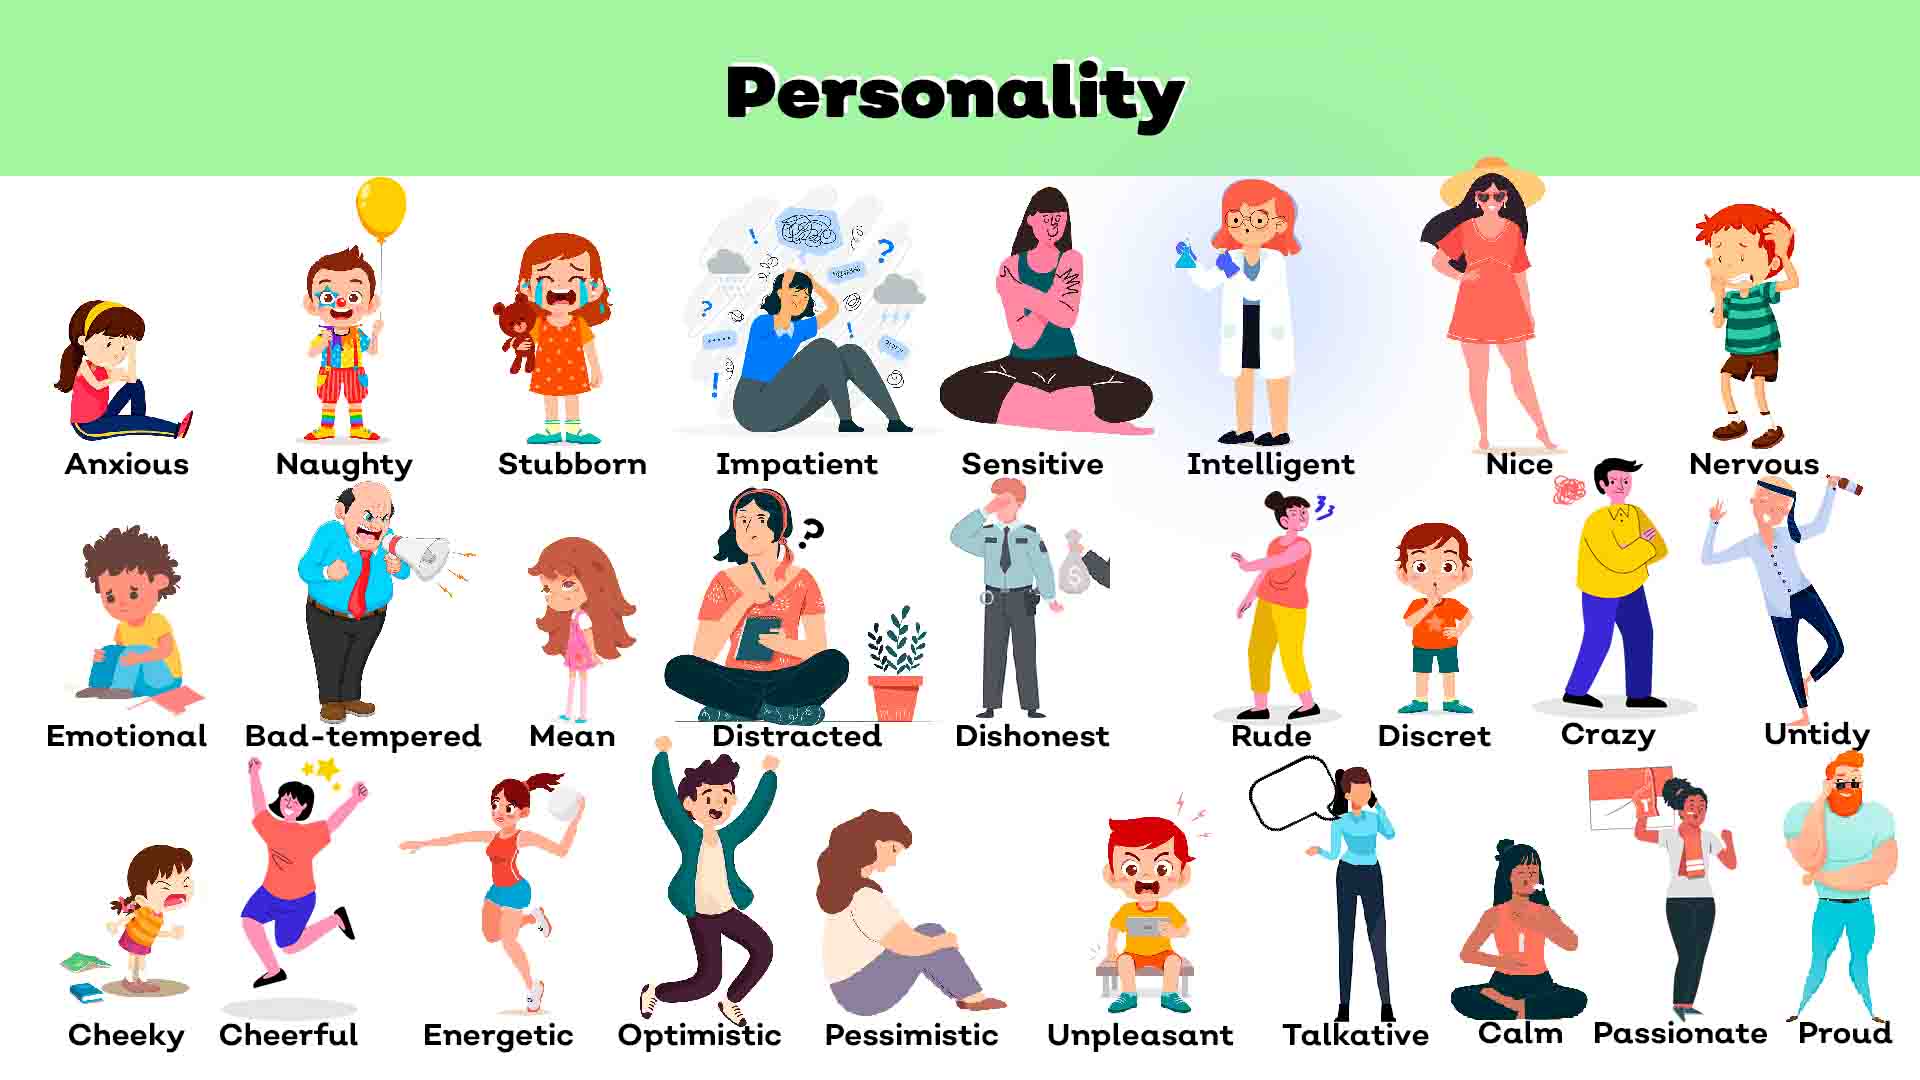 Personality
Anxious
Naughty
Stubborn
Impatient
Sensitive
Intelligent
Nice
Nervous
?
Emotional
Bad-tempered
Mean
Distracted
Dishonest
$
Rude
Discret
Crazy
Untidy
Cheeky
Cheerful
Energetic
Optimistic
Pessimistic
Unpleasant
Talkative
Calm
Passionate
Proud